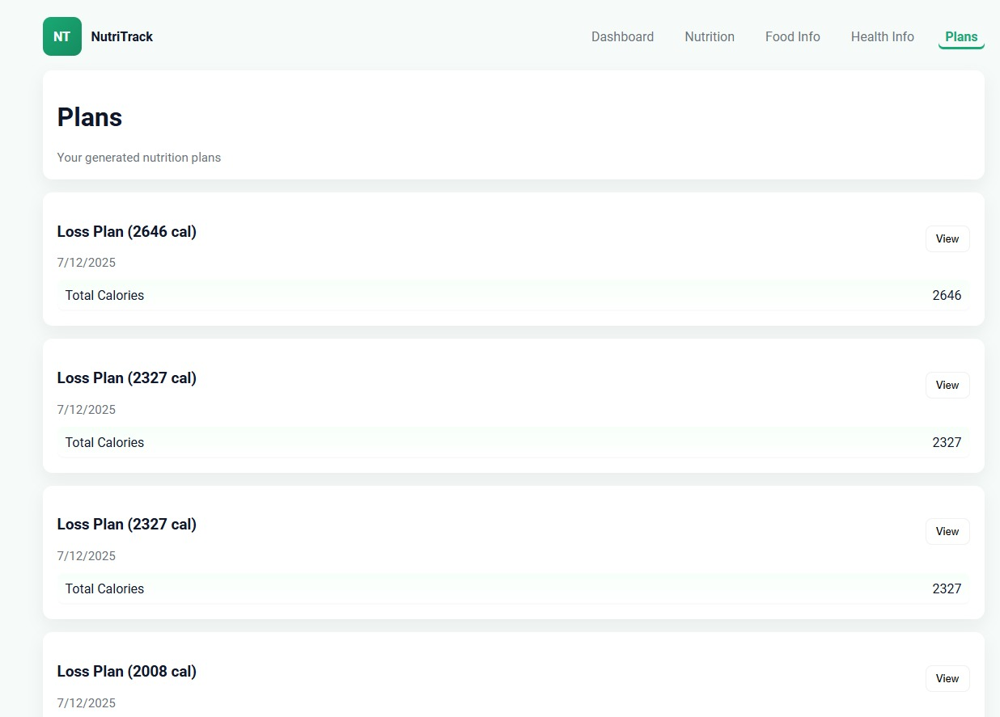 NT NutriTrack Dashboard Nutrition Food Info Health Info Plans
Plans
Your generated nutrition plans
Loss Plan (2646 cal)
View
7/12/2025
Total Calories 2646
Loss Plan (2327 cal)
View
7/12/2025
Total Calories 2327
Loss Plan (2327 cal)
View
7/12/2025
Total Calories 2327
Loss Plan (2008 cal)
View
7/12/2025